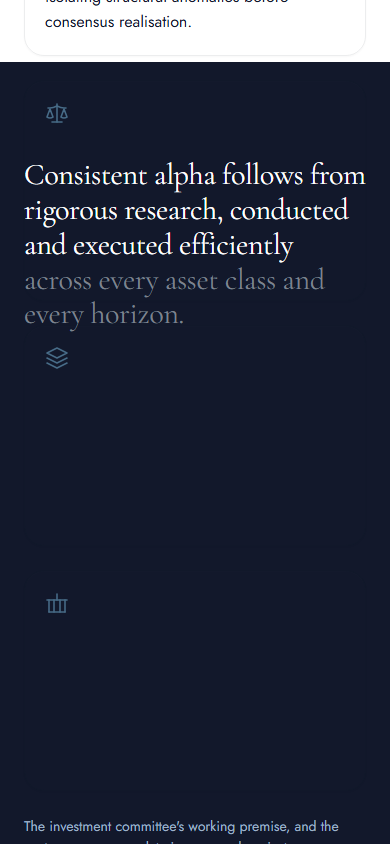 consensus realisation.
Consistent alpha follows from
rigorous research, conducted
and executed efficiently
across every asset class and
every horizon.
The investment committee's working premise, and the